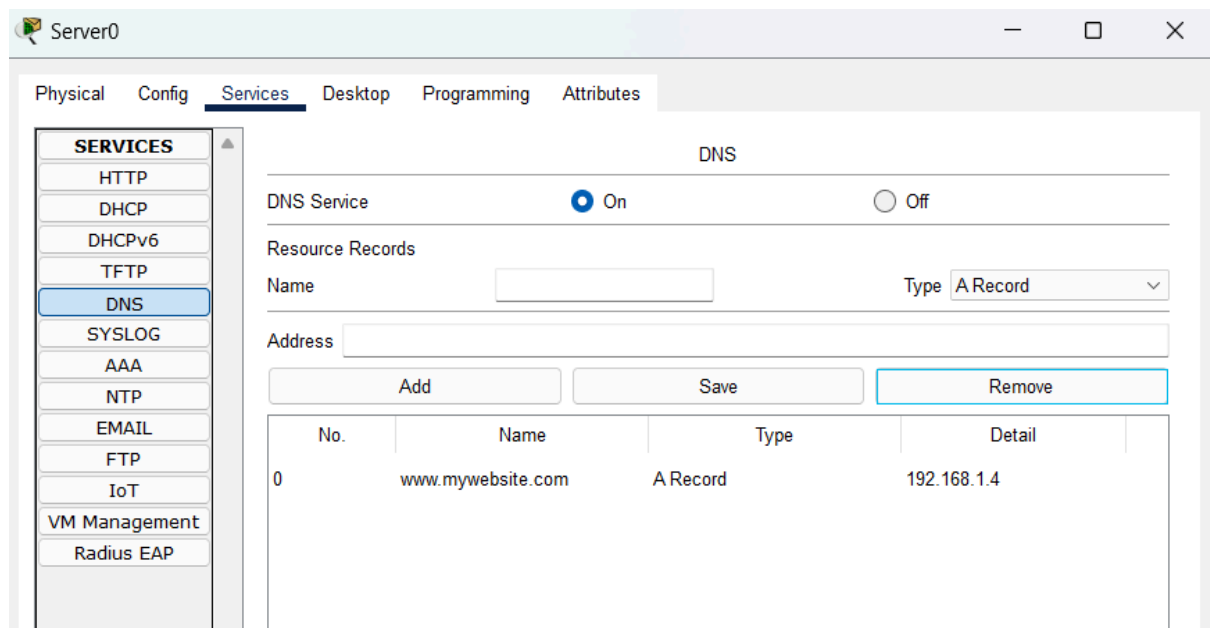 Server0
Physical Config Services Desktop Programming Attributes
SERVICES
HTTP
DHCP
DHCPv6
TFTP
DNS
SYSLOG
AAA
NTP
EMAIL
FTP
IoT
VM Management
Radius EAP
DNS
DNS Service On Off
Resource Records
Name Type A Record
Address
Add Save Remove
No. Name Type Detail
0 www.mywebsite.com A Record 192.168.1.4